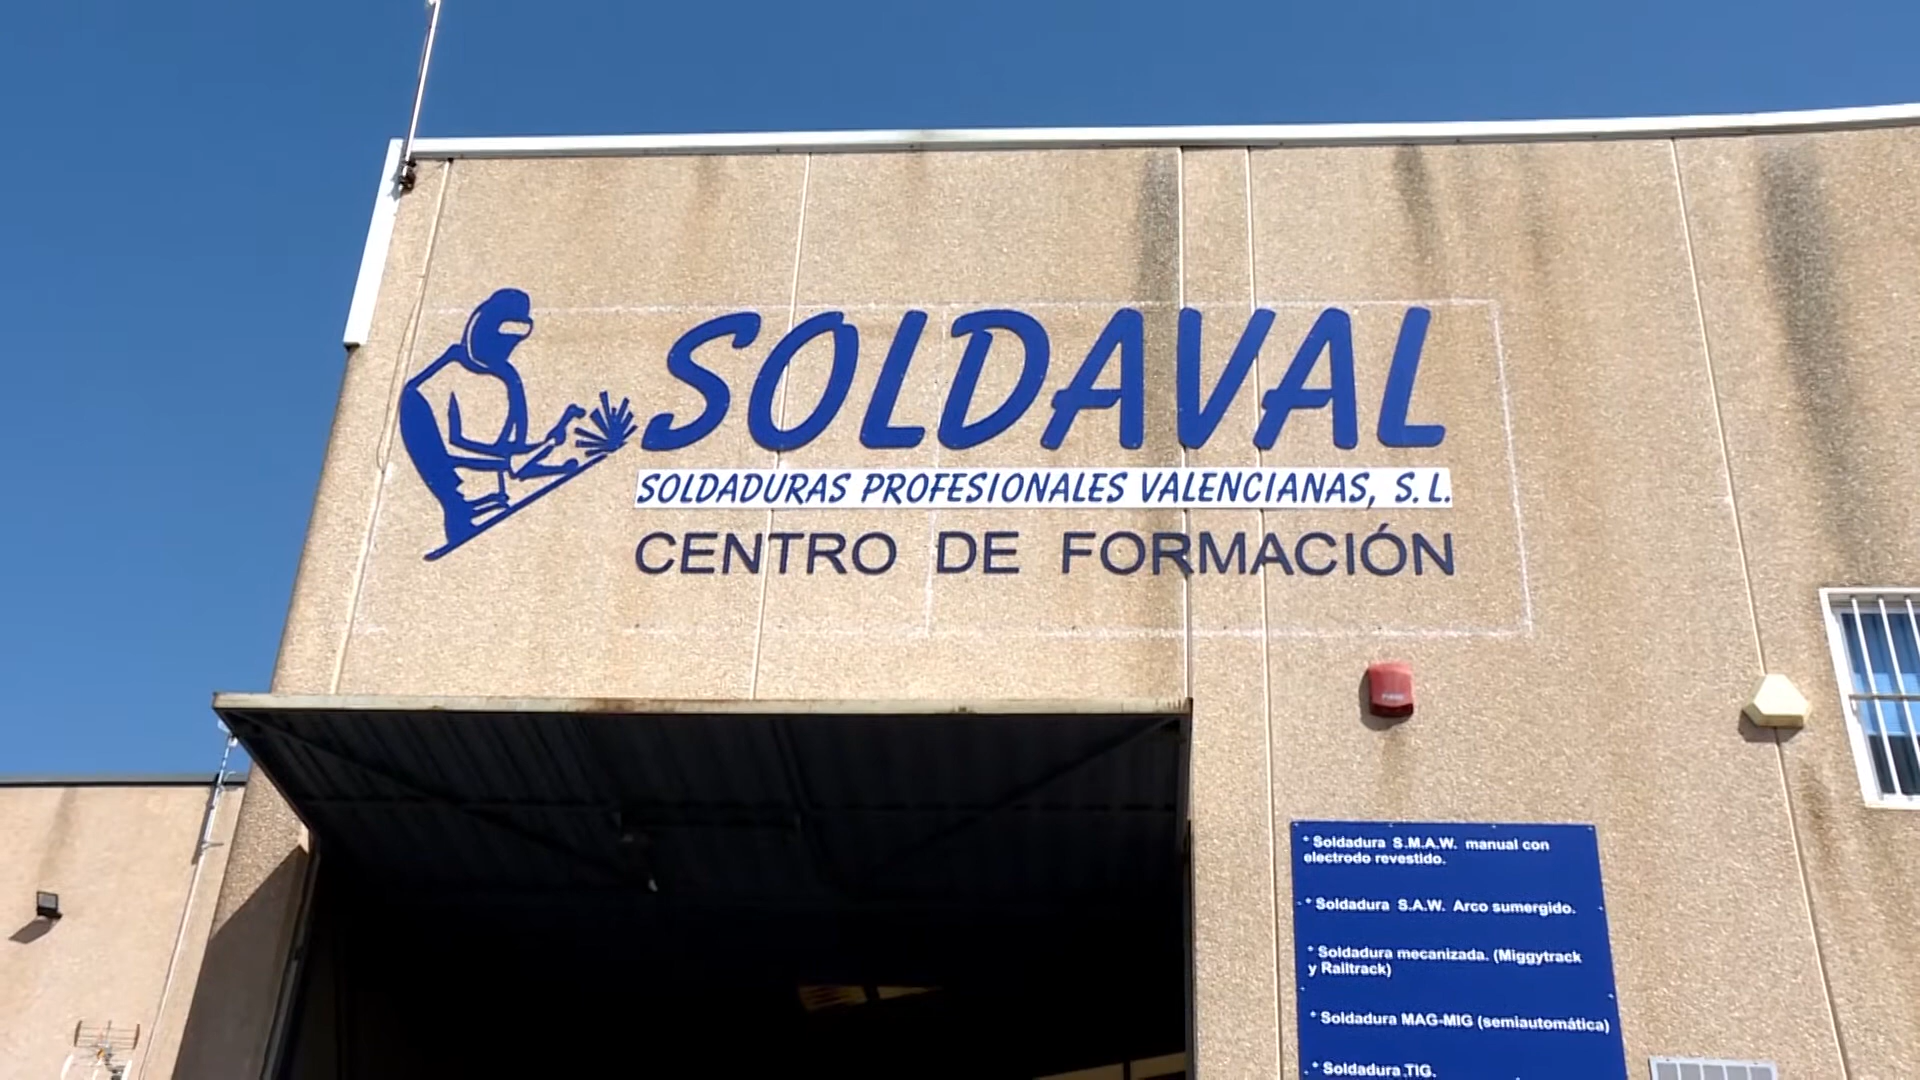 SOLDAVAL
SOLDADURAS PROFESIONALES VALENCIANAS, S.L.
CENTRO DE FORMACIÓN
* Soldadura S.M.A.W. manual con
electrodo revestido.
* Soldadura S.A.W. Arco sumergido.
* Soldadura mecanizada. (Miggytrack
y Railtrack)
* Soldadura MAG-MIG (semiautomática)
* Soldadura TIG.